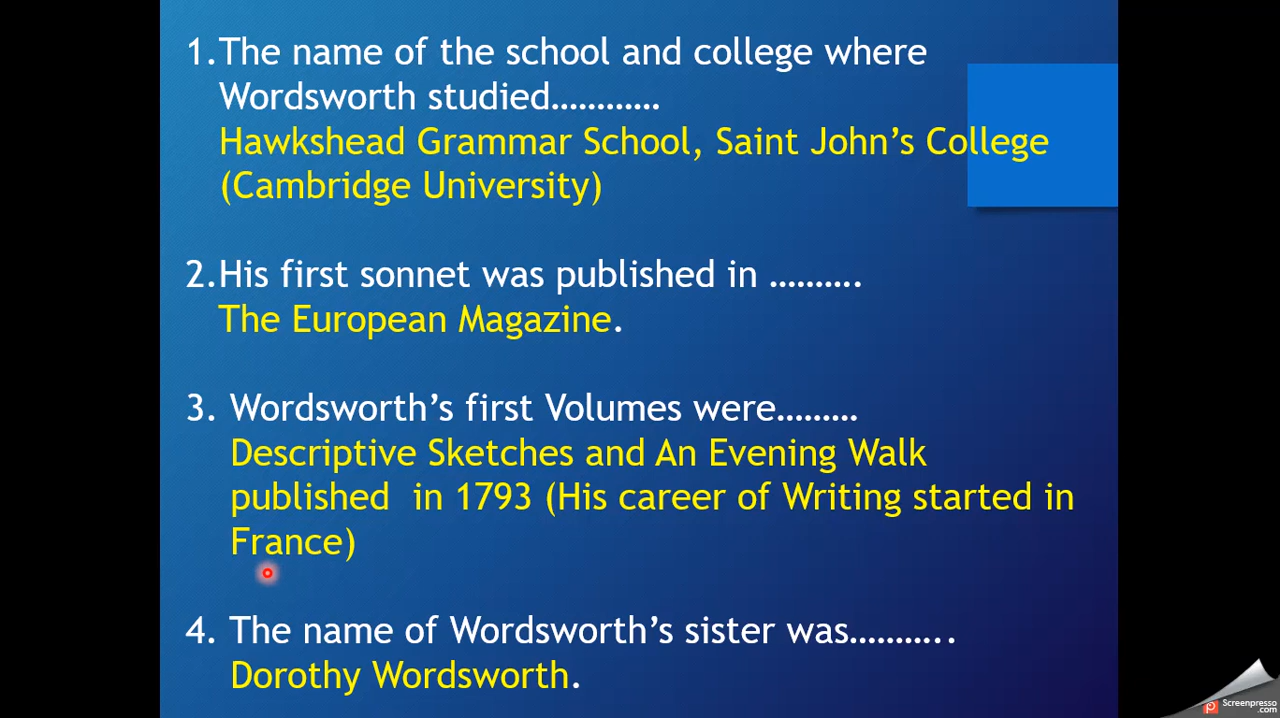 1.The name of the school and college where
Wordsworth studied…………
Hawkshead Grammar School, Saint John’s College
(Cambridge University)
2.His first sonnet was published in ……….
The European Magazine.
3. Wordsworth’s first Volumes were………
Descriptive Sketches and An Evening Walk
published  in 1793 (His career of Writing started in
France)
4. The name of Wordsworth’s sister was………..
Dorothy Wordsworth.
Screenpresso
.com